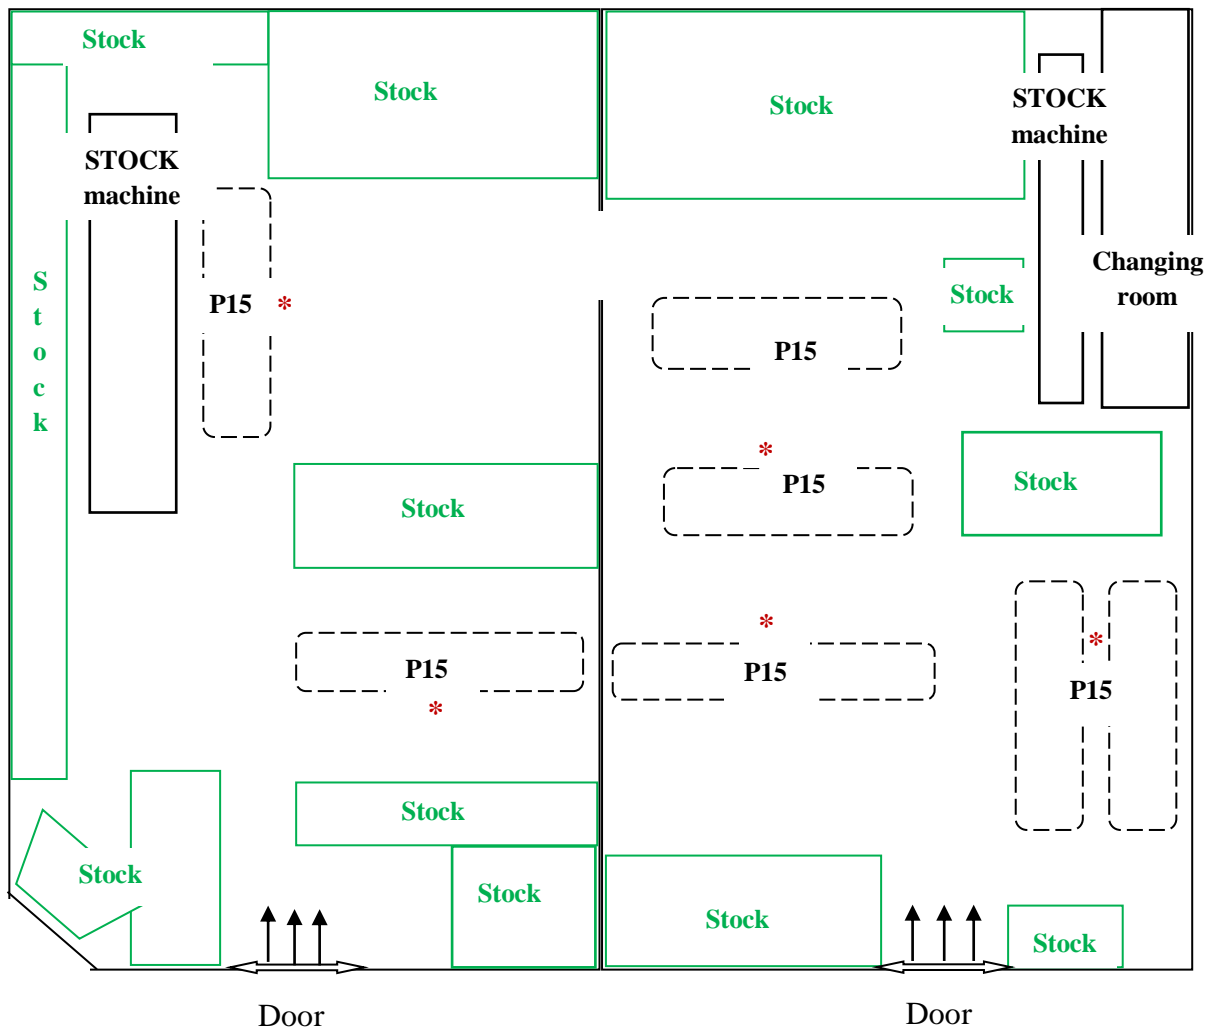 Stock
Stock
Stock
STOCK
machine
STOCK
machine
Changing
room
S
t
o
c
k
P15 *
Stock
P15
*
P15
Stock
Stock
*
P15
*
P15
*
P15
Stock
Stock
Stock
Stock
Stock
Door
Door